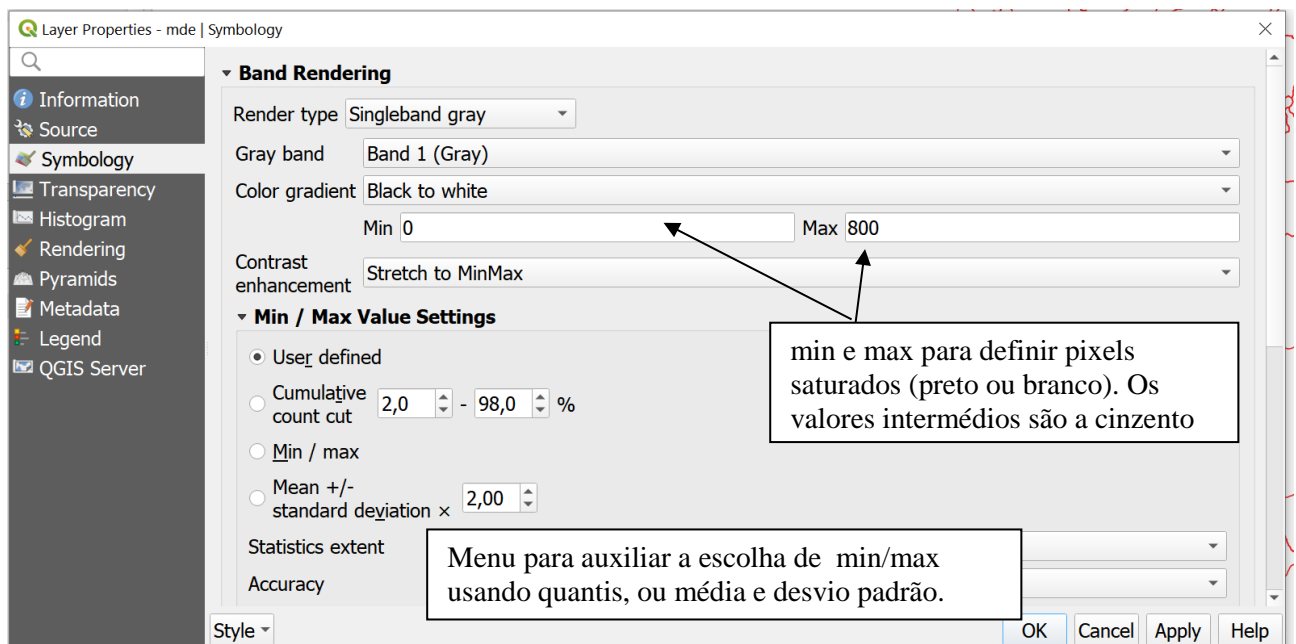 Layer Properties - mde | Symbology
Information
Source
Symbology
Transparency
Histogram
Rendering
Pyramids
Metadata
Legend
QGIS Server
Band Rendering
Render type Singleband gray
Gray band Band 1 (Gray)
Color gradient Black to white
Min 0 Max 800
Contrast
enhancement Stretch to MinMax
Min / Max Value Settings
User defined
Cumulative
count cut 2,0 - 98,0 %
Min / max
Mean +/-
standard deviation × 2,00
Statistics extent
Accuracy
min e max para definir pixels
saturados (preto ou branco). Os
valores intermédios são a cinzento
Menu para auxiliar a escolha de min/max
usando quantis, ou média e desvio padrão.
Style OK Cancel Apply Help